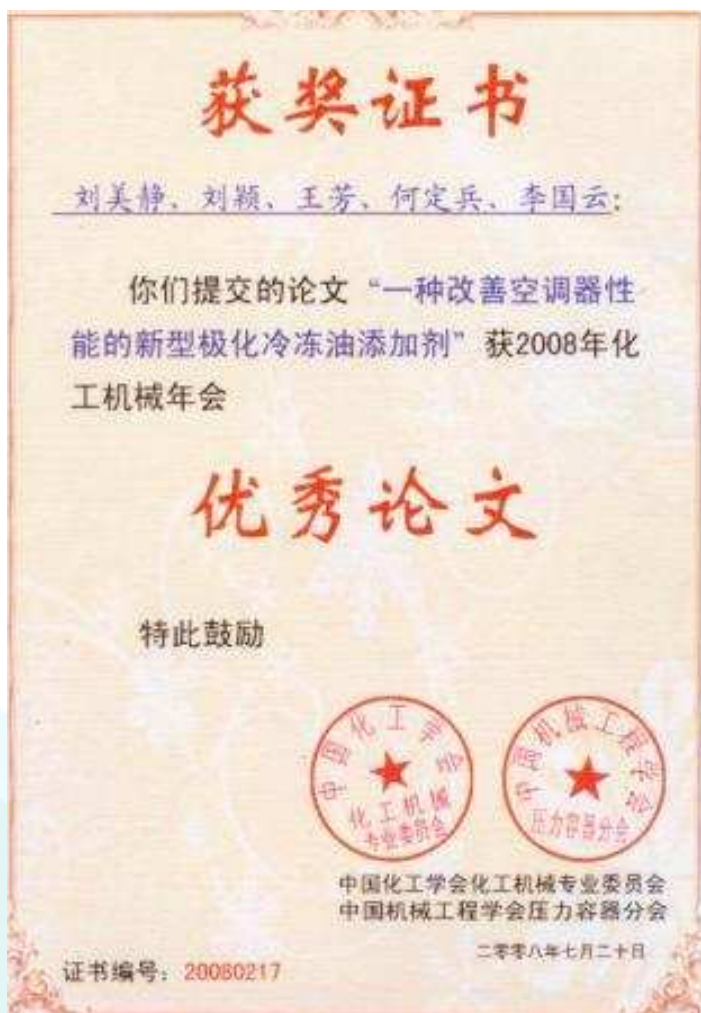 获奖证书
刘美静、刘颖、王芳、何定兵、李国云:
你们提交的论文“一种改善空调器性
能的新型极化冷冻油添加剂”获2008年化
工机械年会
优秀论文
特此鼓励
中国化工学会
化工机械
专业委员会
中国机械工程学会
压力容器分会
中国化工学会化工机械专业委员会
中国机械工程学会压力容器分会
二零零八年七月二十日
证书编号:20080217